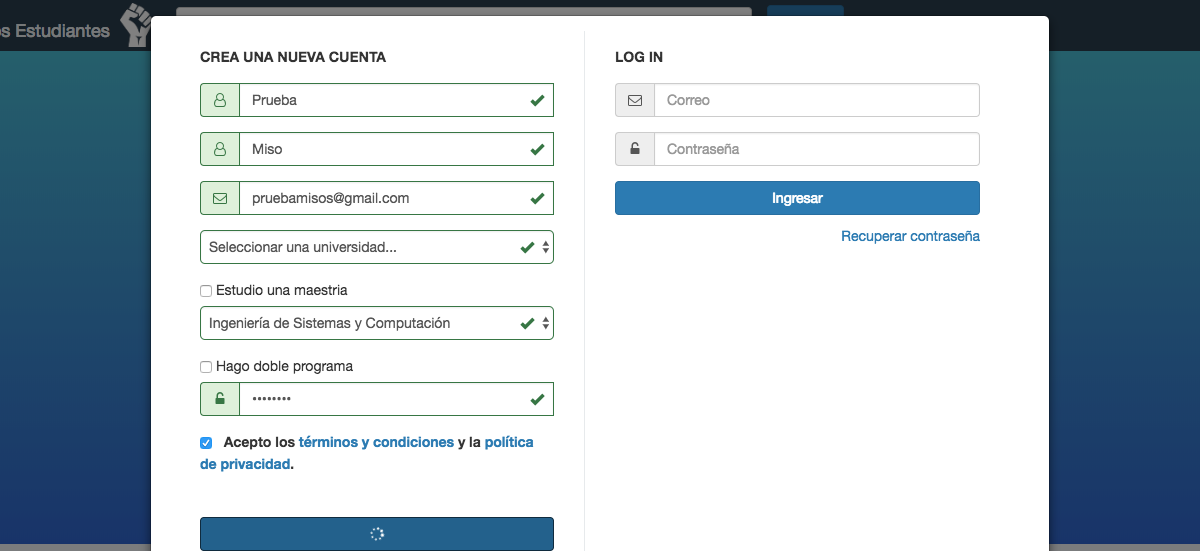 s Estudiantes
CREA UNA NUEVA CUENTA
Prueba
Miso
pruebamisos@gmail.com
Seleccionar una universidad...
Estudio una maestria
Ingeniería de Sistemas y Computación
Hago doble programa
••••••••
Acepto los términos y condiciones y la política
de privacidad.
LOG IN
Correo
Contraseña
Ingresar
Recuperar contraseña